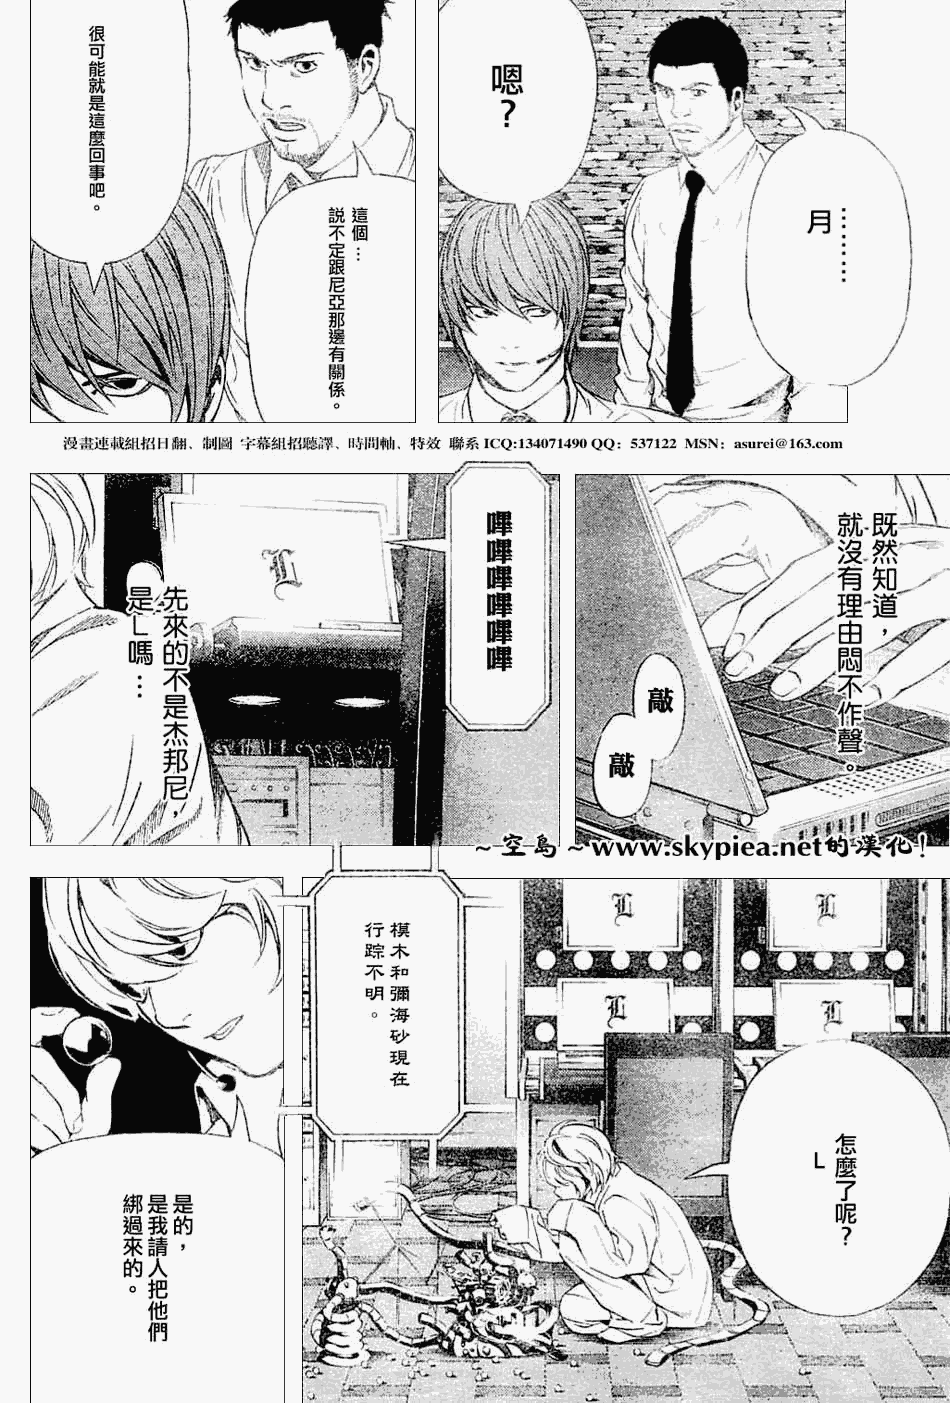 ………
月
嗯？
這個…
説不定跟尼亞那邊有關係。
很可能就是這麼回事吧。
漫畫連載組招日翻、制圖 字幕組招聽譯、時間軸、特效 聯系 ICQ:134071490 QQ：537122 MSN：asurei@163.com
既然知道，
就沒有理由悶不作聲。
敲
敲
嗶嗶嗶嗶嗶嗶
L
先來的不是杰邦尼，
是L嗎…
~空島~www.skypiea.net的漢化！
L
L
L
L
怎麼了呢？
L
模木和彌海砂現在
行踪不明。
是的，
是我請人把他們
綁過來的。